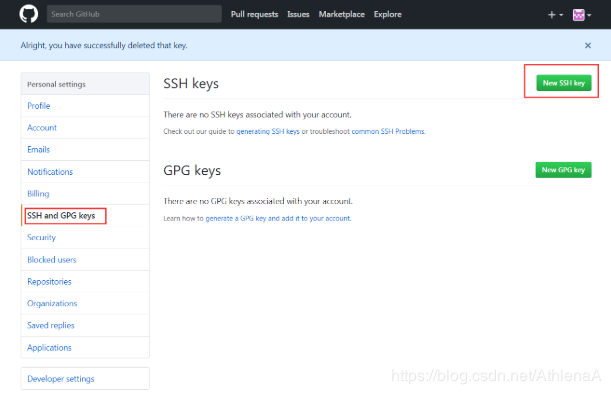 Search GitHub
Pull requests Issues Marketplace Explore
Alright, you have successfully deleted that key.
Personal settings
Profile
Account
Emails
Notifications
Billing
SSH and GPG keys
Security
Blocked users
Repositories
Organizations
Saved replies
Applications
Developer settings
SSH keys
New SSH key
There are no SSH keys associated with your account.
Check out our guide to generating SSH keys or troubleshoot common SSH Problems.
GPG keys
New GPG key
There are no GPG keys associated with your account.
Learn how to generate a GPG key and add it to your account.
https://blog.csdn.net/AthlenaA